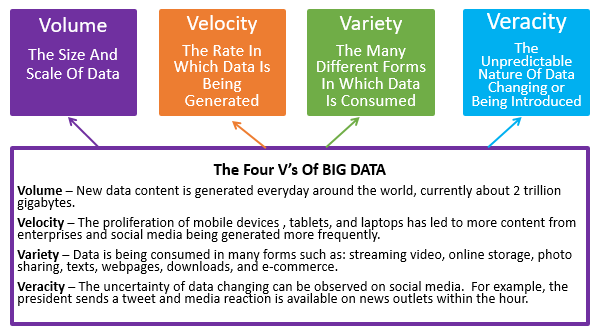 Volume
The Size And
Scale Of Data
Velocity
The Rate In
Which Data Is
Being
Generated
Variety
The Many
Different Forms
In Which Data
Is Consumed
Veracity
The
Unpredictable
Nature Of Data
Changing or
Being Introduced
The Four V's Of BIG DATA
Volume – New data content is generated everyday around the world, currently about 2 trillion
gigabytes.
Velocity – The proliferation of mobile devices , tablets, and laptops has led to more content from
enterprises and social media being generated more frequently.
Variety – Data is being consumed in many forms such as: streaming video, online storage, photo
sharing, texts, webpages, downloads, and e-commerce.
Veracity – The uncertainty of data changing can be observed on social media.  For example, the
president sends a tweet and media reaction is available on news outlets within the hour.